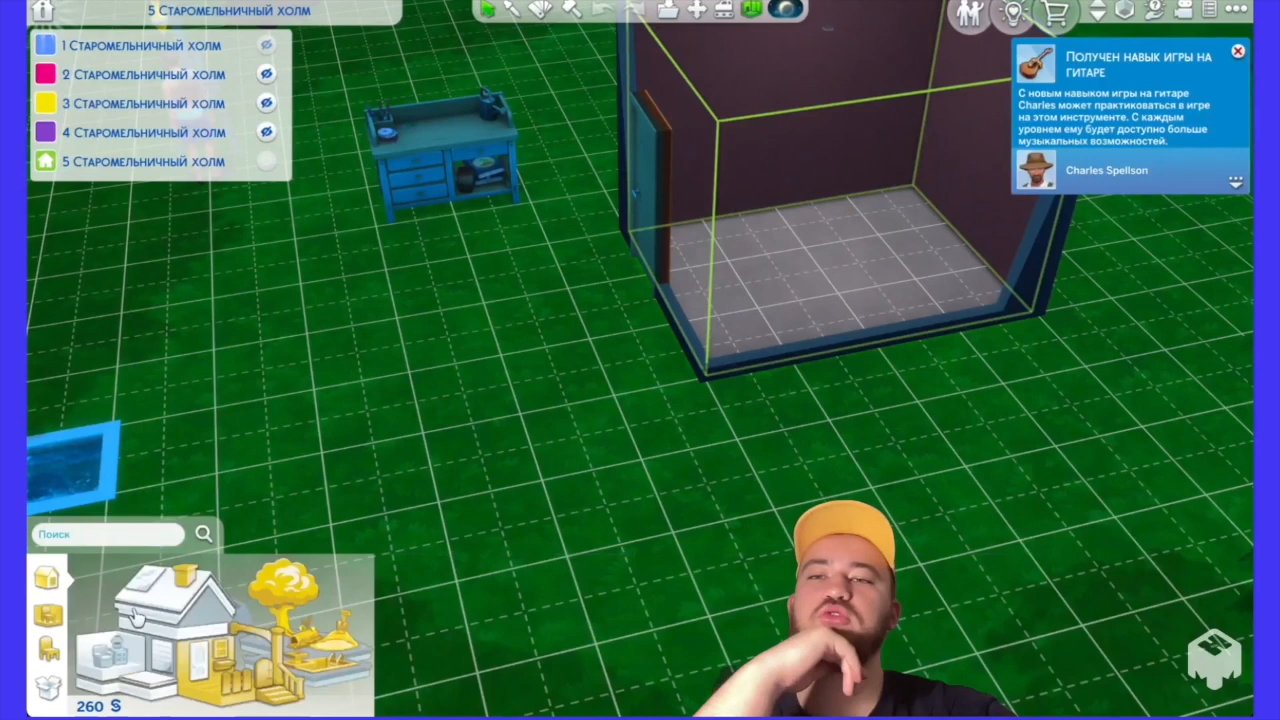 5 Старомельничный холм
1 Старомельничный холм
2 Старомельничный холм
3 Старомельничный холм
4 Старомельничный холм
5 Старомельничный холм
Получен навык игры на
гитаре
С новым навыком игры на гитаре
Charles может практиковаться в игре
на этом инструменте. С каждым
уровнем ему будет доступно больше
музыкальных возможностей.
Charles Spellson
Поиск
260 §